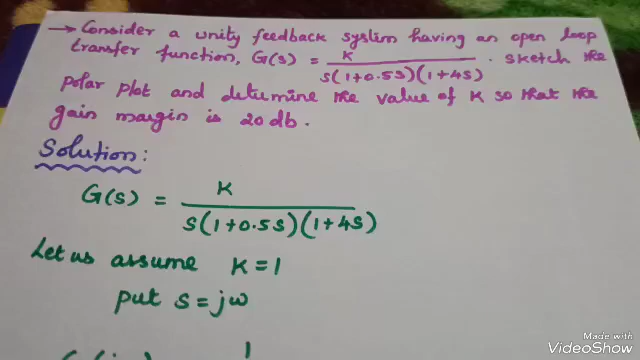 → Consider a unity feedback system having an open loop
transfer function, G(s) = K / s(1+0.5s)(1+4s) . sketch the
polar plot and determine the value of K so that the
gain margin is 20 db.
Solution:
G(s) = K / s(1+0.5s)(1+4s)
Let us assume K = 1
put s = jω
1
Made with
VideoShow